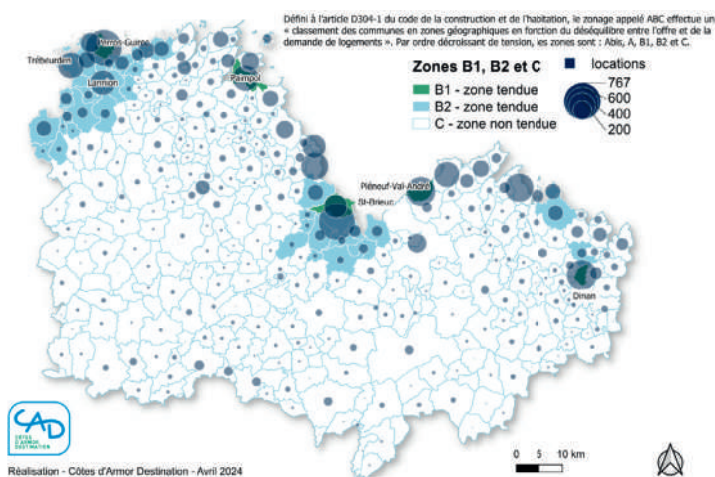 Défini à l'article D304-1 du code de la construction et de l'habitation, le zonage appelé ABC effectue un
« classement des communes en zones géographiques en fonction du déséquilibre entre l'offre et de la
demande de logements ». Par ordre décroissant de tension, les zones sont : Abis, A, B1, B2 et C.
Zones B1, B2 et C
B1 - zone tendue
B2 - zone tendue
C - zone non tendue
locations
767
600
400
200
Perros-Guirec
Trébeurden
Lannion
Paimpol
Pléneuf-Val-André
St-Brieuc
Dinan
CAD
CÔTES
D'ARMOR
DESTINATION
0 5 10 km
Réalisation - Côtes d'Armor Destination - Avril 2024